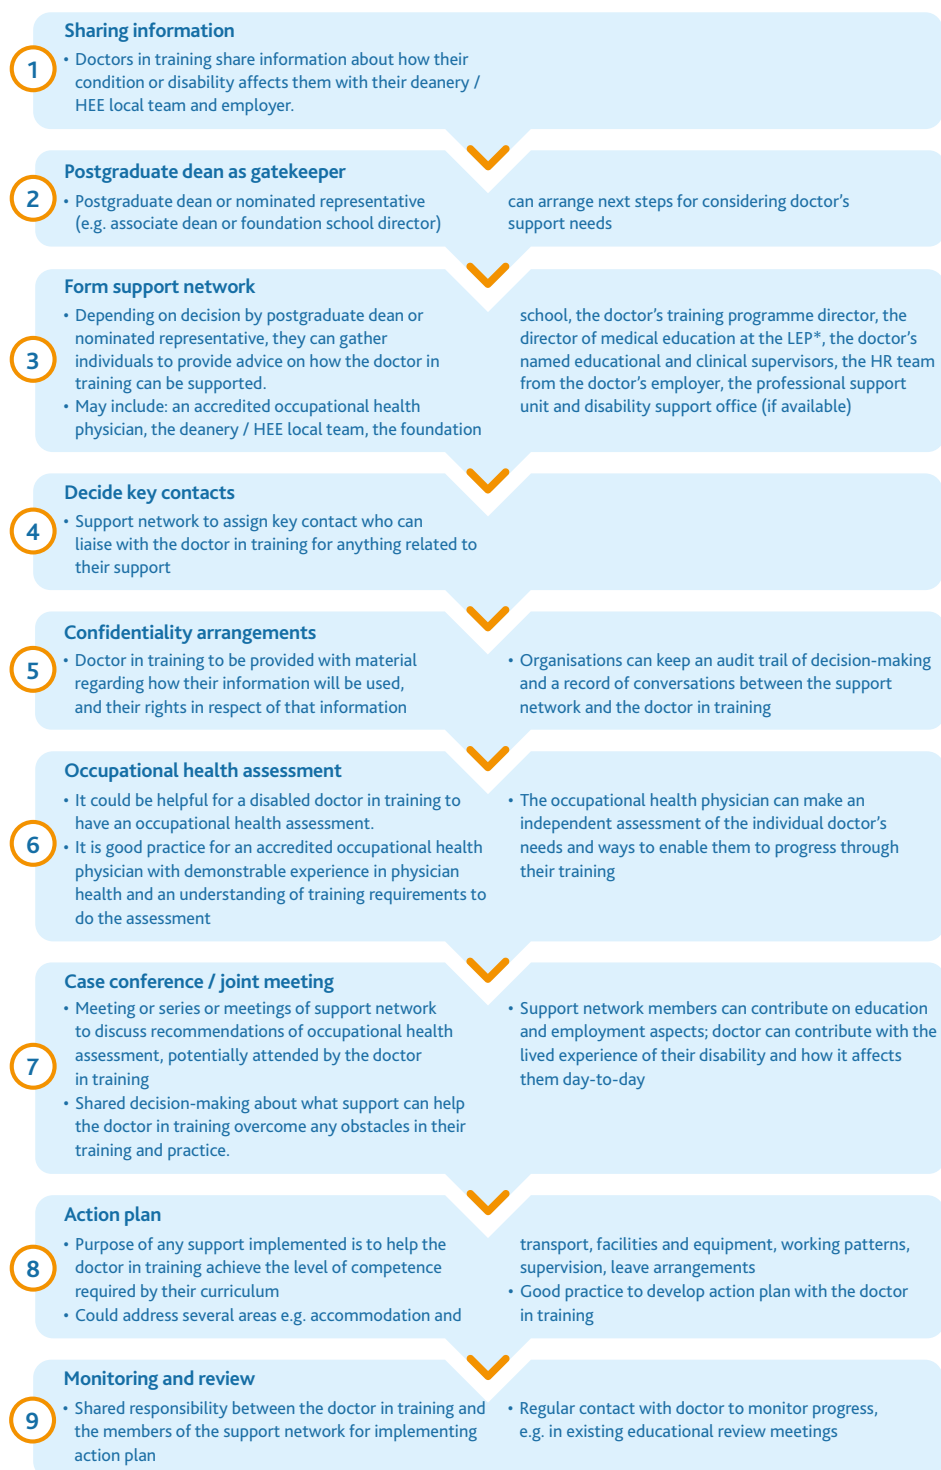 Sharing information
1
• Doctors in training share information about how their
condition or disability affects them with their deanery /
HEE local team and employer.
Postgraduate dean as gatekeeper
2
• Postgraduate dean or nominated representative
(e.g. associate dean or foundation school director)
can arrange next steps for considering doctor's
support needs
Form support network
3
• Depending on decision by postgraduate dean or
nominated representative, they can gather
individuals to provide advice on how the doctor in
training can be supported.
• May include: an accredited occupational health
physician, the deanery / HEE local team, the foundation
school, the doctor's training programme director, the
director of medical education at the LEP*, the doctor's
named educational and clinical supervisors, the HR team
from the doctor's employer, the professional support
unit and disability support office (if available)
Decide key contacts
4
• Support network to assign key contact who can
liaise with the doctor in training for anything related to
their support
Confidentiality arrangements
5
• Doctor in training to be provided with material
regarding how their information will be used,
and their rights in respect of that information
• Organisations can keep an audit trail of decision-making
and a record of conversations between the support
network and the doctor in training
Occupational health assessment
6
• It could be helpful for a disabled doctor in training to
have an occupational health assessment.
• It is good practice for an accredited occupational health
physician with demonstrable experience in physician
health and an understanding of training requirements to
do the assessment
• The occupational health physician can make an
independent assessment of the individual doctor's
needs and ways to enable them to progress through
their training
Case conference / joint meeting
7
• Meeting or series or meetings of support network
to discuss recommendations of occupational health
assessment, potentially attended by the doctor
in training
• Shared decision-making about what support can help
the doctor in training overcome any obstacles in their
training and practice.
• Support network members can contribute on education
and employment aspects; doctor can contribute with the
lived experience of their disability and how it affects
them day-to-day
Action plan
8
• Purpose of any support implemented is to help the
doctor in training achieve the level of competence
required by their curriculum
• Could address several areas e.g. accommodation and
transport, facilities and equipment, working patterns,
supervision, leave arrangements
• Good practice to develop action plan with the doctor
in training
Monitoring and review
9
• Shared responsibility between the doctor in training and
the members of the support network for implementing
action plan
• Regular contact with doctor to monitor progress,
e.g. in existing educational review meetings